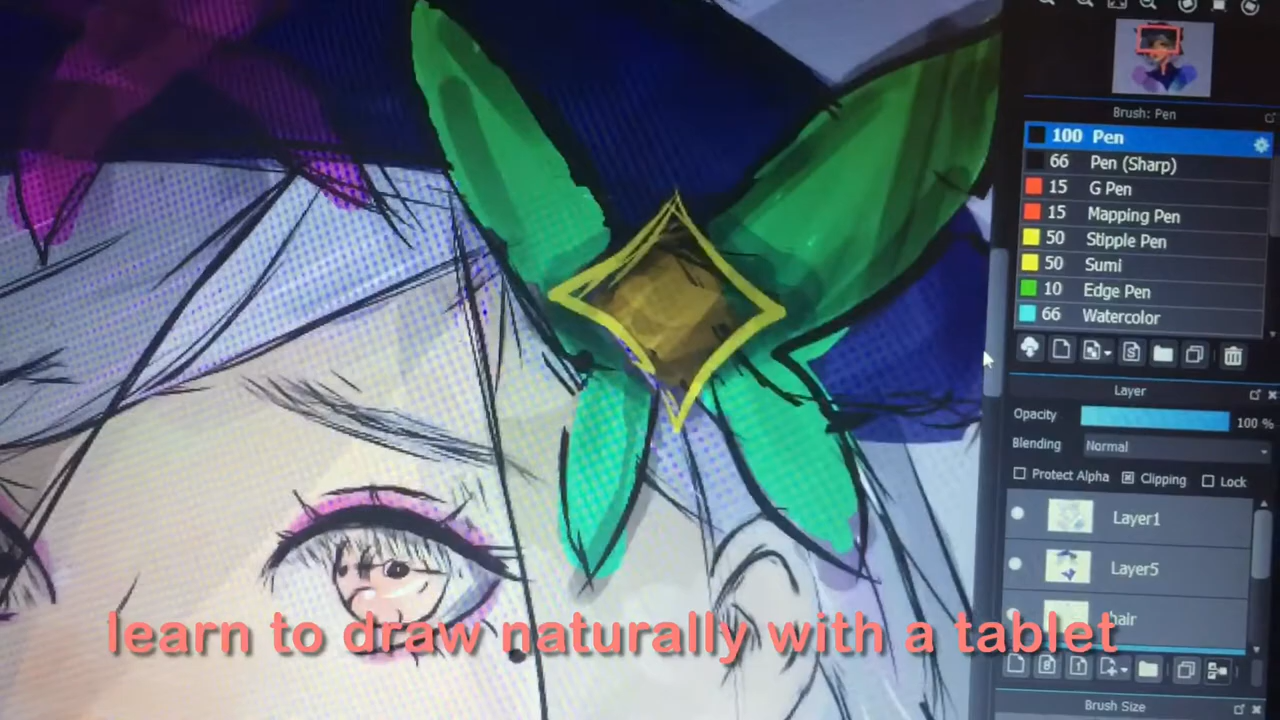 Brush: Pen
100 Pen
66 Pen (Sharp)
15 G Pen
15 Mapping Pen
50 Stipple Pen
50 Sumi
10 Edge Pen
66 Watercolor
Layer
Opacity 100 %
Blending Normal
Protect Alpha Clipping Lock
Layer1
Layer5
hair
learn to draw naturally with a tablet
Brush Size